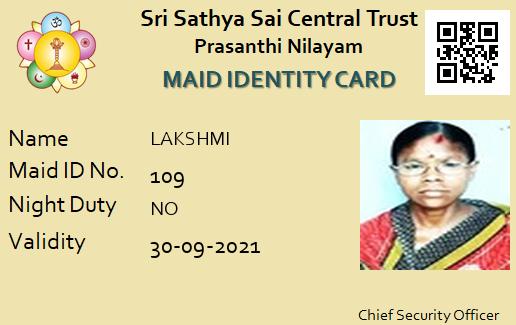 Sri Sathya Sai Central Trust
Prasanthi Nilayam
MAID IDENTITY CARD
Name LAKSHMI
Maid ID No. 109
Night Duty NO
Validity 30-09-2021
Chief Security Officer